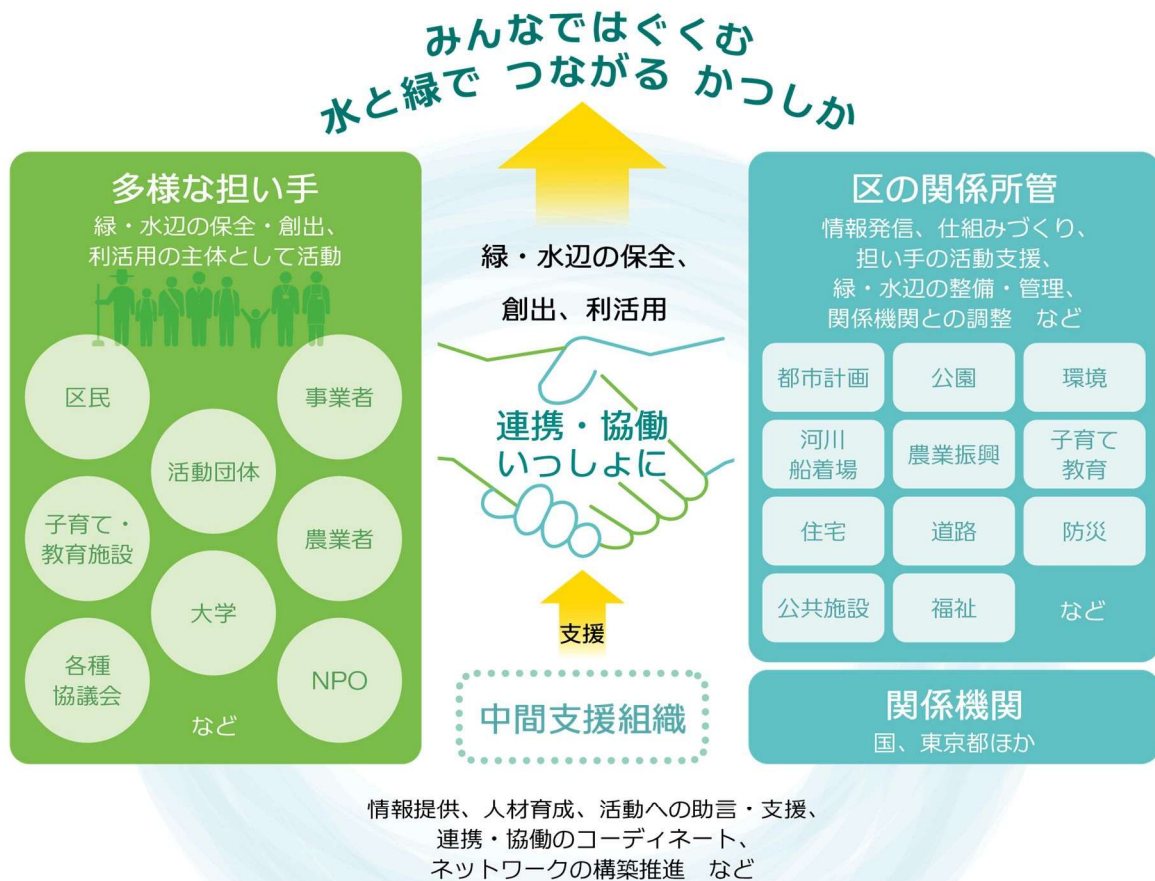 みんなではぐくむ
水と緑で つながる かつしか
多様な担い手
緑・水辺の保全・創出、
利活用の主体として活動
区民
事業者
活動団体
子育て・
教育施設
農業者
大学
各種
協議会
NPO
など
緑・水辺の保全、
創出、利活用
連携・協働
いっしょに
支援
中間支援組織
情報提供、人材育成、活動への助言・支援、
連携・協働のコーディネート、
ネットワークの構築推進　など
区の関係所管
情報発信、仕組みづくり、
担い手の活動支援、
緑・水辺の整備・管理、
関係機関との調整　など
都市計画
公園
環境
河川
船着場
農業振興
子育て
教育
住宅
道路
防災
公共施設
福祉
など
関係機関
国、東京都ほか